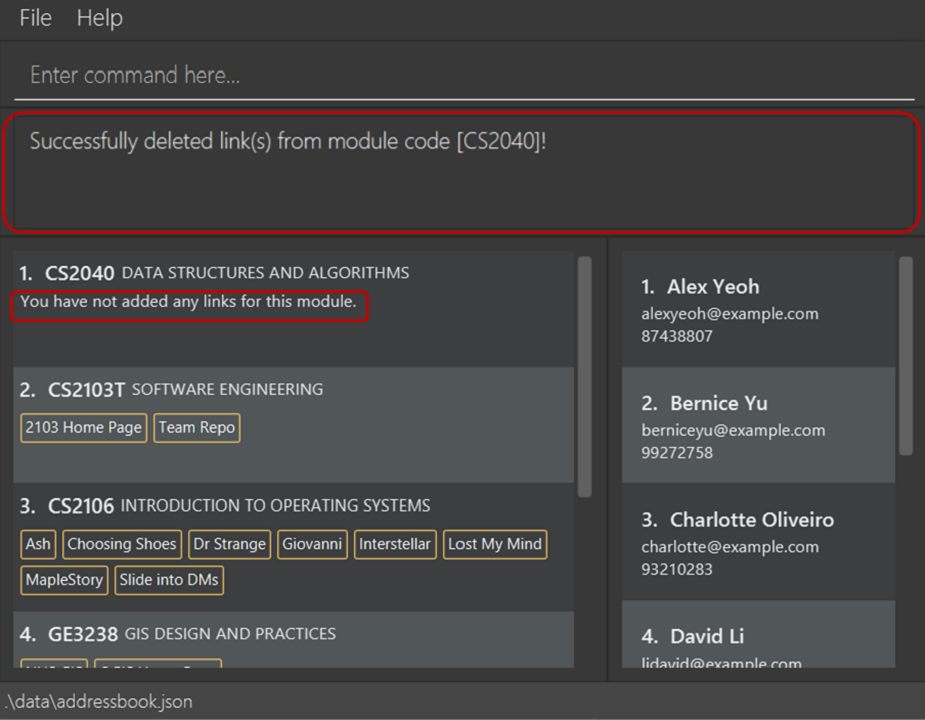 File Help
Enter command here...
Successfully deleted link(s) from module code [CS2040]!
1. CS2040 DATA STRUCTURES AND ALGORITHMS
You have not added any links for this module.
2. CS2103T SOFTWARE ENGINEERING
2103 Home Page Team Repo
3. CS2106 INTRODUCTION TO OPERATING SYSTEMS
Ash Choosing Shoes Dr Strange Giovanni Interstellar Lost My Mind
MapleStory Slide into DMs
4. GE3238 GIS DESIGN AND PRACTICES
1. Alex Yeoh
alexyeoh@example.com
87438807
2. Bernice Yu
berniceyu@example.com
99272758
3. Charlotte Oliveiro
charlotte@example.com
93210283
4. David Li
lidavid@example.com
.\data\addressbook.json